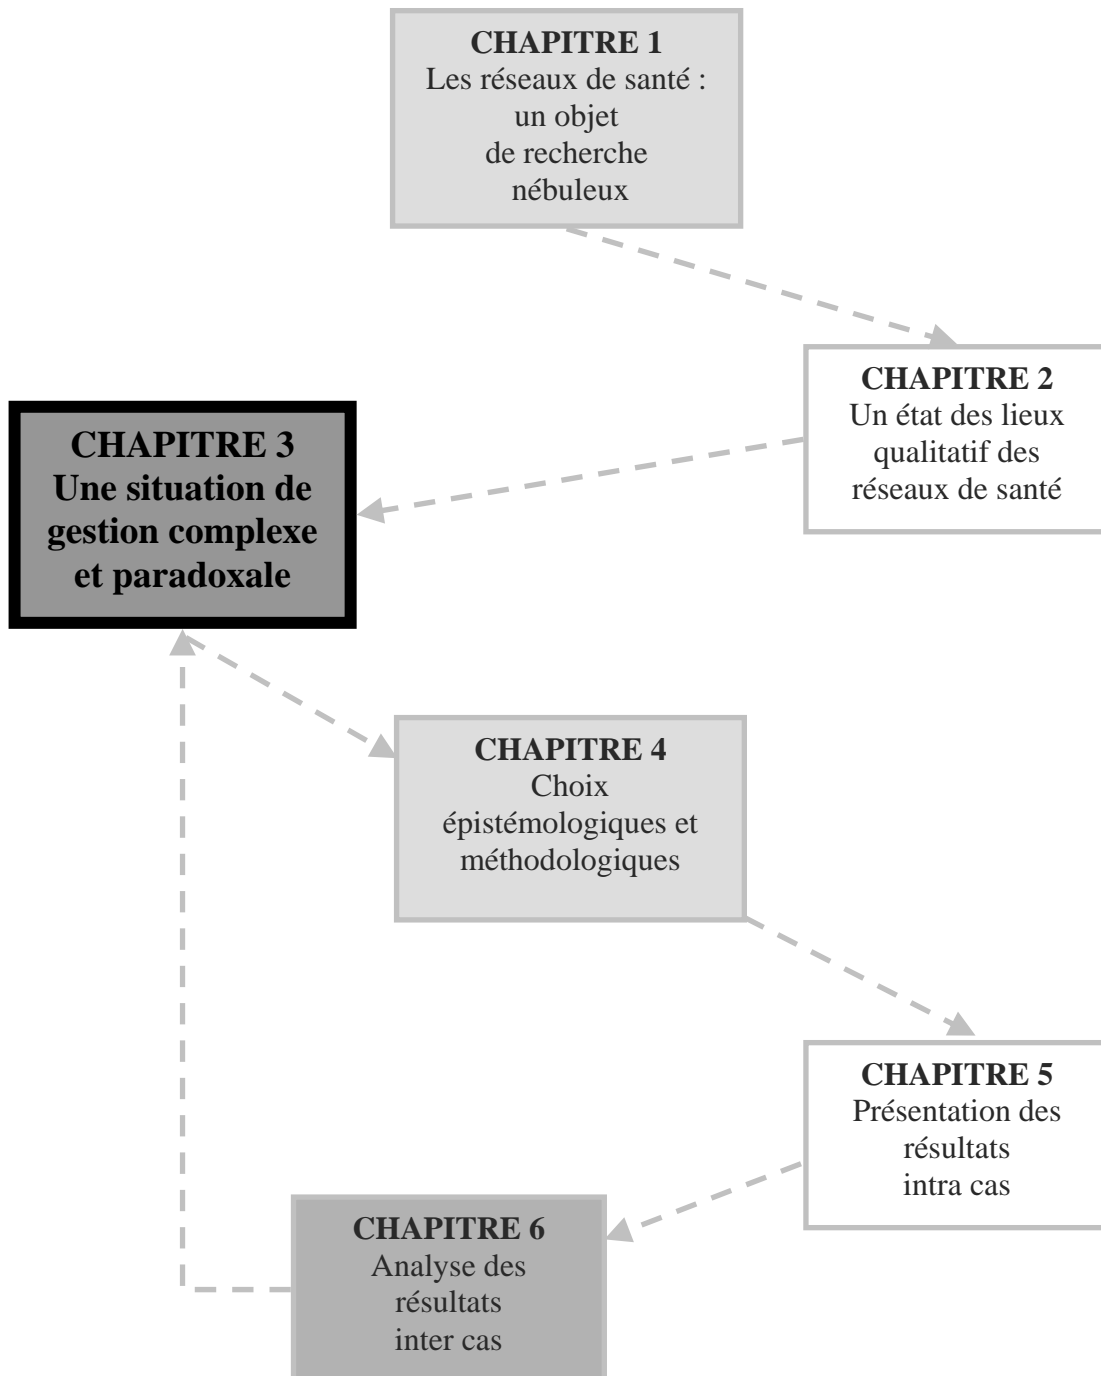 CHAPITRE 1
Les réseaux de santé :
un objet
de recherche
nébuleux
CHAPITRE 2
Un état des lieux
qualitatif des
réseaux de santé
CHAPITRE 3
Une situation de
gestion complexe
et paradoxale
CHAPITRE 4
Choix
épistémologiques et
méthodologiques
CHAPITRE 5
Présentation des
résultats
intra cas
CHAPITRE 6
Analyse des
résultats
inter cas